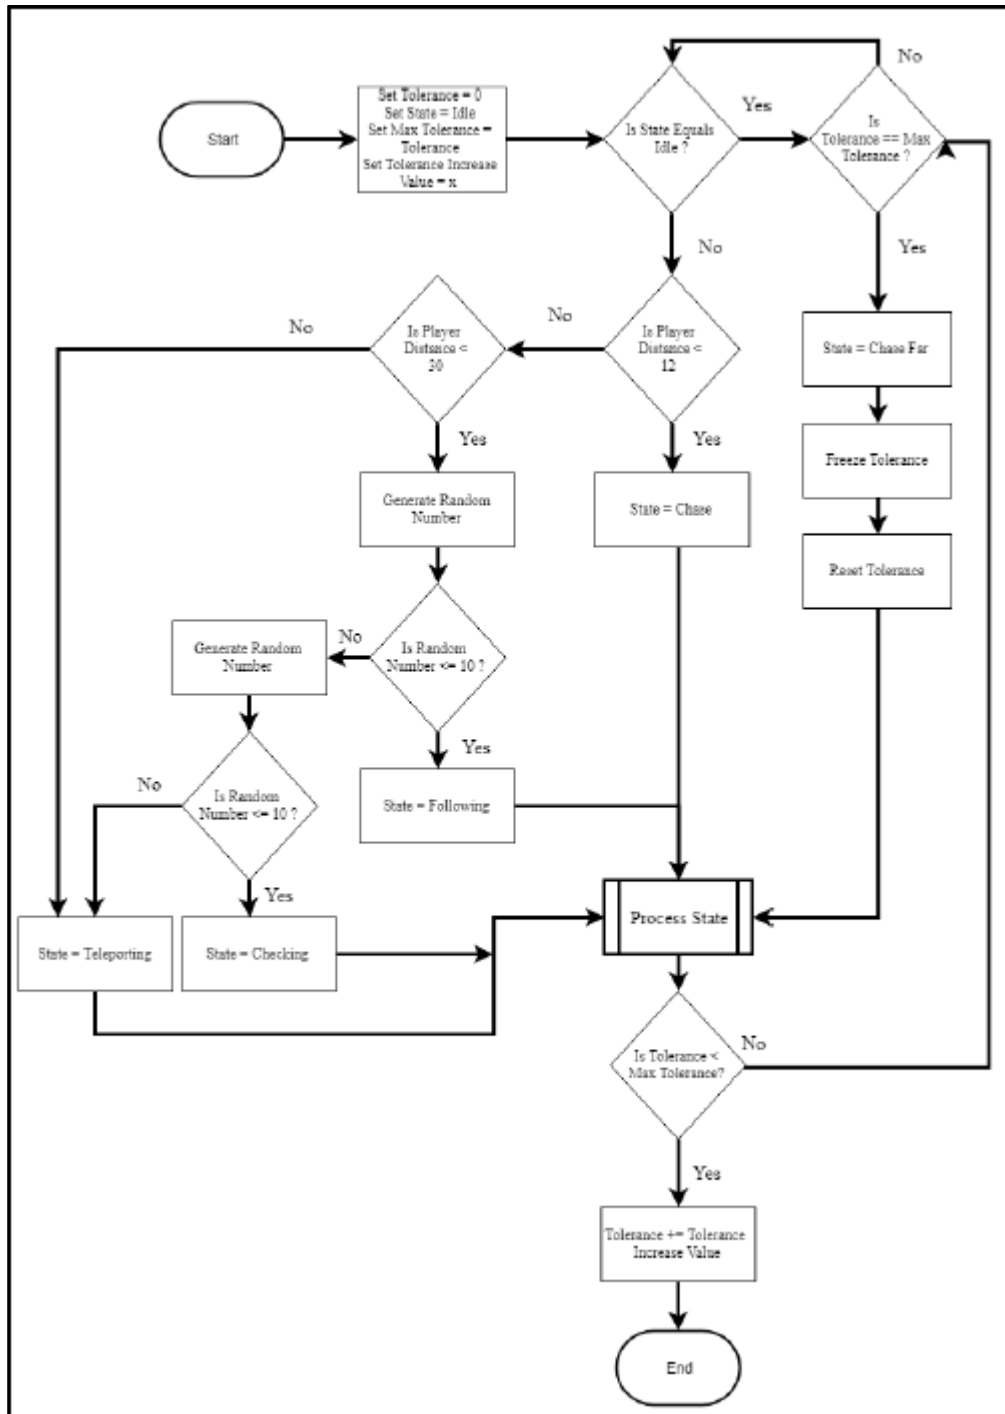 No
Set Tolerance = 0
Set State = Idle
Set Max Tolerance =
Tolerance
Set Tolerance Increase
Value = x
Start
Is State Equals
Idle ?
Yes
Is
Tolerance == Max
Tolerance ?
No
Yes
No
Is Player
Distance <
30
No
Is Player
Distance <
12
State = Chase Far
Yes
Yes
Freeze Tolerance
Generate Random
Number
State = Chase
Reset Tolerance
Generate Random
Number
No
Is Random
Number <= 10 ?
Yes
No
Is Random
Number <= 10 ?
State = Following
Yes
Process State
State = Teleporting
State = Checking
Is Tolerance <
Max Tolerance?
No
Yes
Tolerance += Tolerance
Increase Value
End